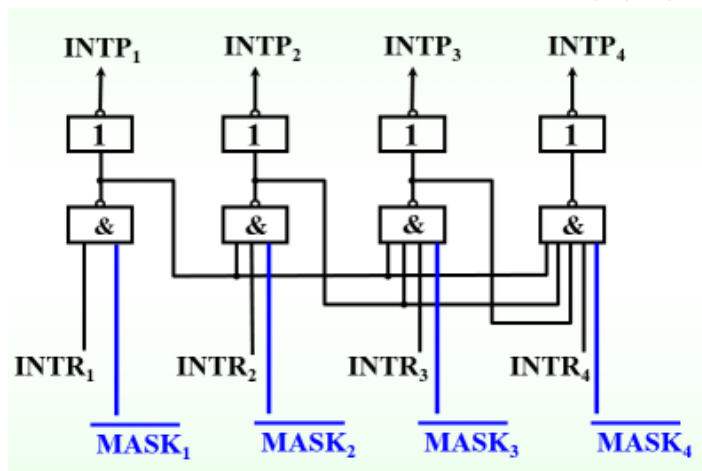 INTP₁ INTP₂ INTP₃ INTP₄
1 1 1 1
& & & &
INTR₁ INTR₂ INTR₃ INTR₄
MASK₁ MASK₂ MASK₃ MASK₄